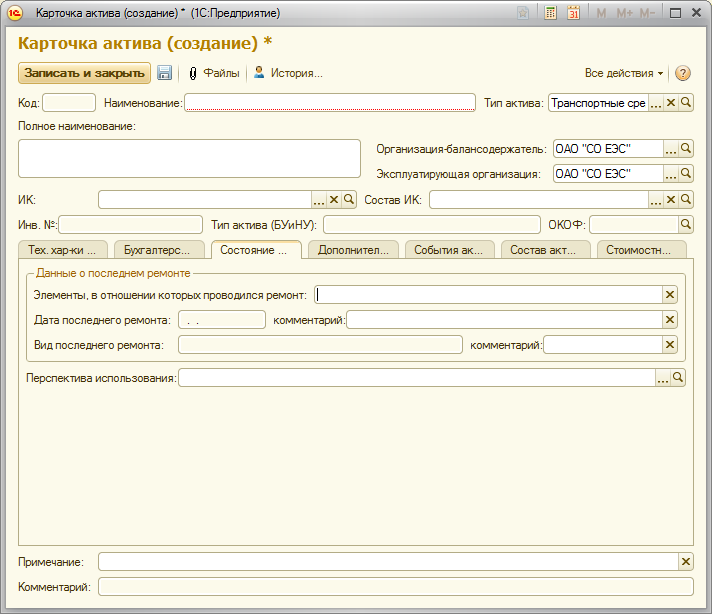 Карточка актива (создание) * (1С:Предприятие)
31 M M+ M-
Карточка актива (создание) *
Записать и закрыть Файлы История... Все действия ?
Код: Наименование: Тип актива: Транспортные сре ...
Полное наименование:
Организация-балансодержатель: ОАО "СО ЕЭС" ...
Эксплуатирующая организация: ОАО "СО ЕЭС" ...
ИК: ... Состав ИК: ...
Инв. №: Тип актива (БУиНУ): ОКОФ:
Тех. хар-ки ... Бухгалтерс... Состояние ... Дополнител... События ак... Состав акт... Стоимостн...
Данные о последнем ремонте
Элементы, в отношении которых проводился ремонт:
Дата последнего ремонта: . . комментарий:
Вид последнего ремонта: комментарий:
Перспектива использования: ...
Примечание:
Комментарий: